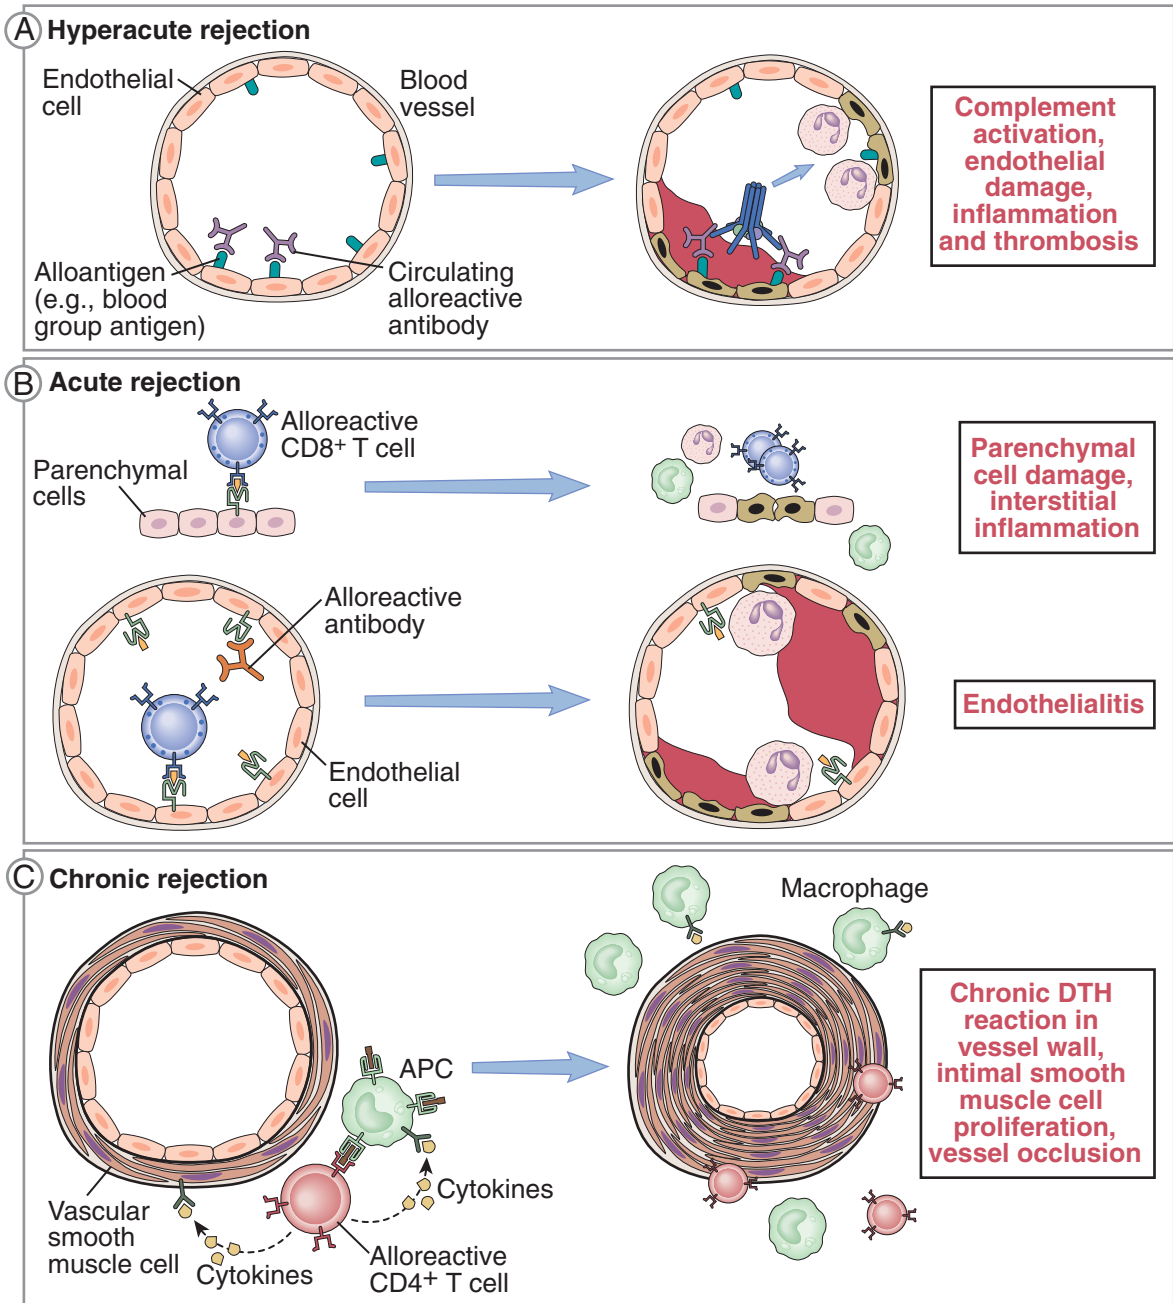 A Hyperacute rejection
Endothelial
cell
Blood
vessel
Alloantigen
(e.g., blood
group antigen)
Circulating
alloreactive
antibody
Complement
activation,
endothelial
damage,
inflammation
and thrombosis
B Acute rejection
Alloreactive
CD8+ T cell
Parenchymal
cells
Parenchymal
cell damage,
interstitial
inflammation
Alloreactive
antibody
Endothelial
cell
Endothelialitis
C Chronic rejection
Macrophage
APC
Cytokines
Vascular
smooth
muscle cell
Cytokines
Alloreactive
CD4+ T cell
Chronic DTH
reaction in
vessel wall,
intimal smooth
muscle cell
proliferation,
vessel occlusion